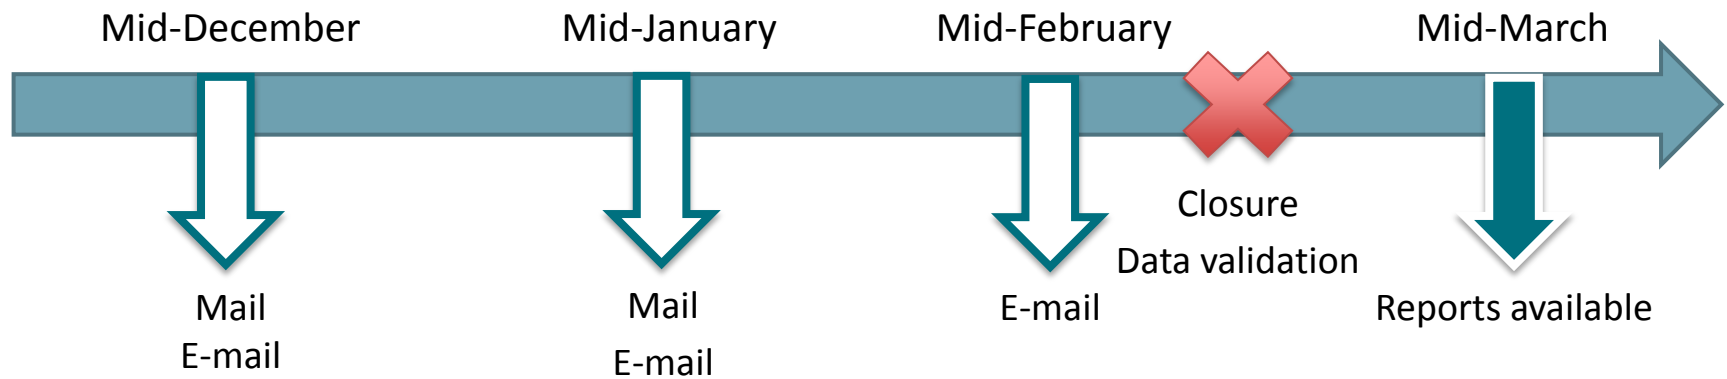 Mid-December
Mid-January
Mid-February
Mid-March
Closure
Data validation
Mail
E-mail
Mail
E-mail
E-mail
Reports available